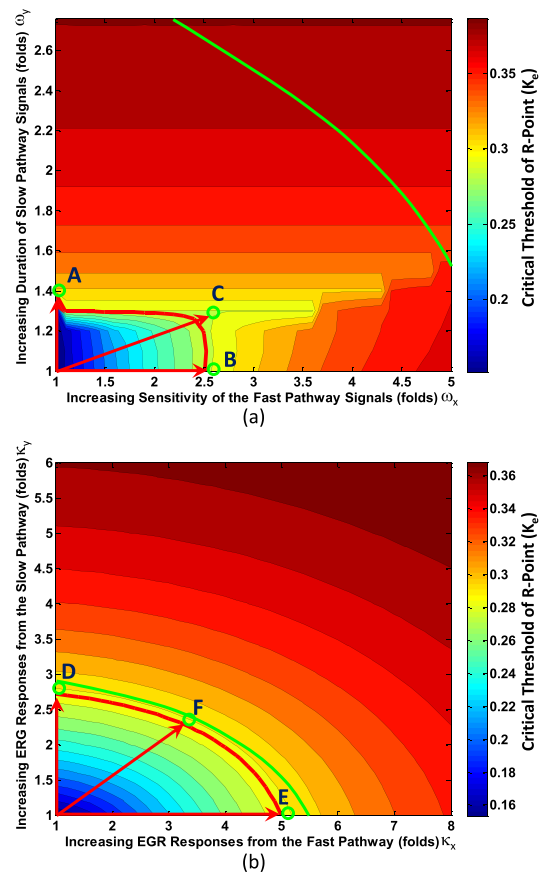 Increasing Duration of Slow Pathway Signals (folds) ωy
2.6
2.4
2.2
2
1.8
1.6
1.4
1.2
1
A
C
B
1 1.5 2 2.5 3 3.5 4 4.5 5
Increasing Sensitivity of the Fast Pathway Signals (folds) ωx
(a)
0.35
0.3
0.25
0.2
Critical Threshold of R-Point (Ke)
Increasing ERG Responses from the Slow Pathway (folds) κy
6
5.5
5
4.5
4
3.5
3
2.5
2
1.5
1
D
F
E
1 2 3 4 5 6 7 8
Increasing EGR Responses from the Fast Pathway (folds) κx
(b)
0.36
0.34
0.32
0.30
0.28
0.26
0.24
0.22
0.20
0.18
0.16
Critical Threshold of R-Point (Ke)